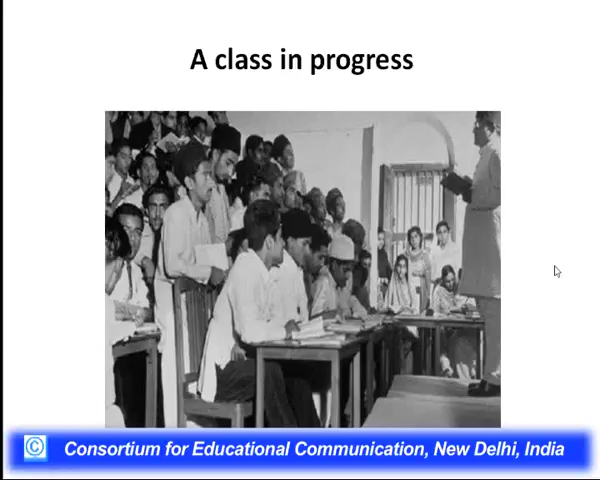 A class in progress
© Consortium for Educational Communication, New Delhi, India